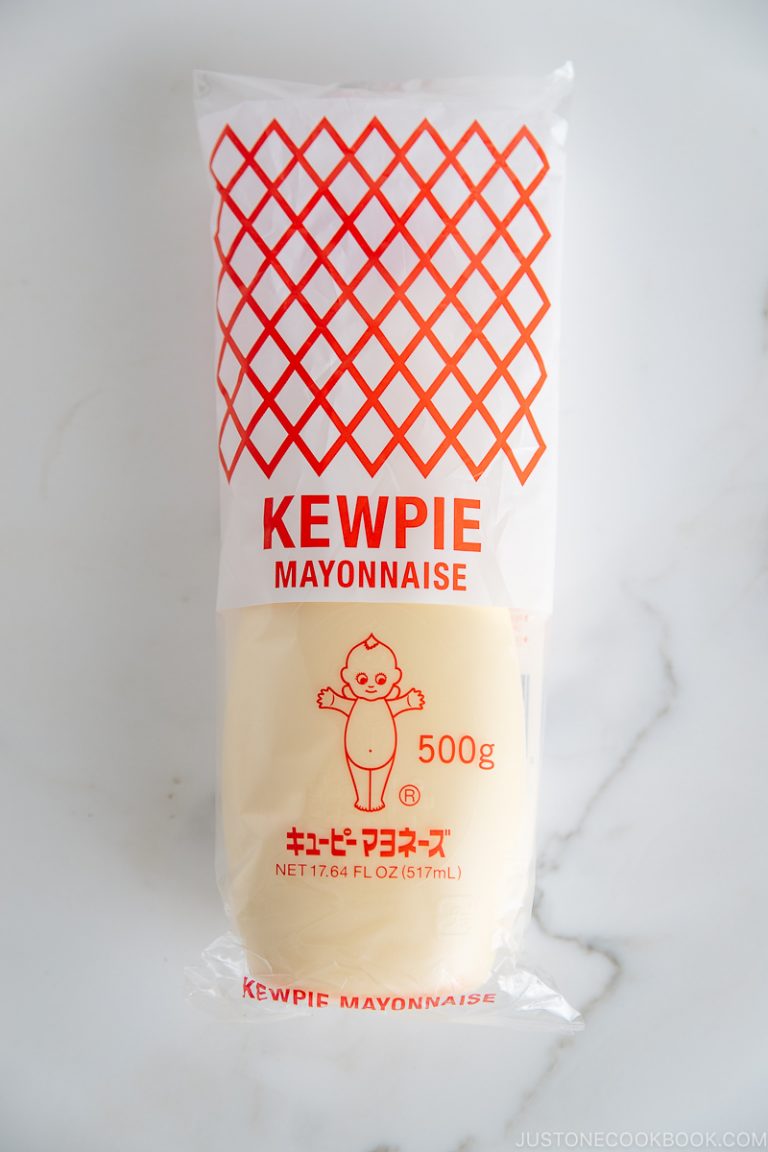 KEWPIE
MAYONNAISE
500g
®
キユーピー マヨネーズ
NET 17.64 FL OZ (517mL)
KEWPIE MAYONNAISE
JUSTONECOOKBOOK.COM